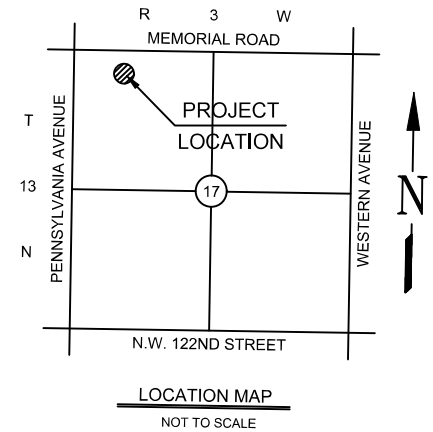 R 3 W
MEMORIAL ROAD
PROJECT
LOCATION
T
13
N
PENNSYLVANIA AVENUE
17
WESTERN AVENUE
N
N.W. 122ND STREET
LOCATION MAP
NOT TO SCALE